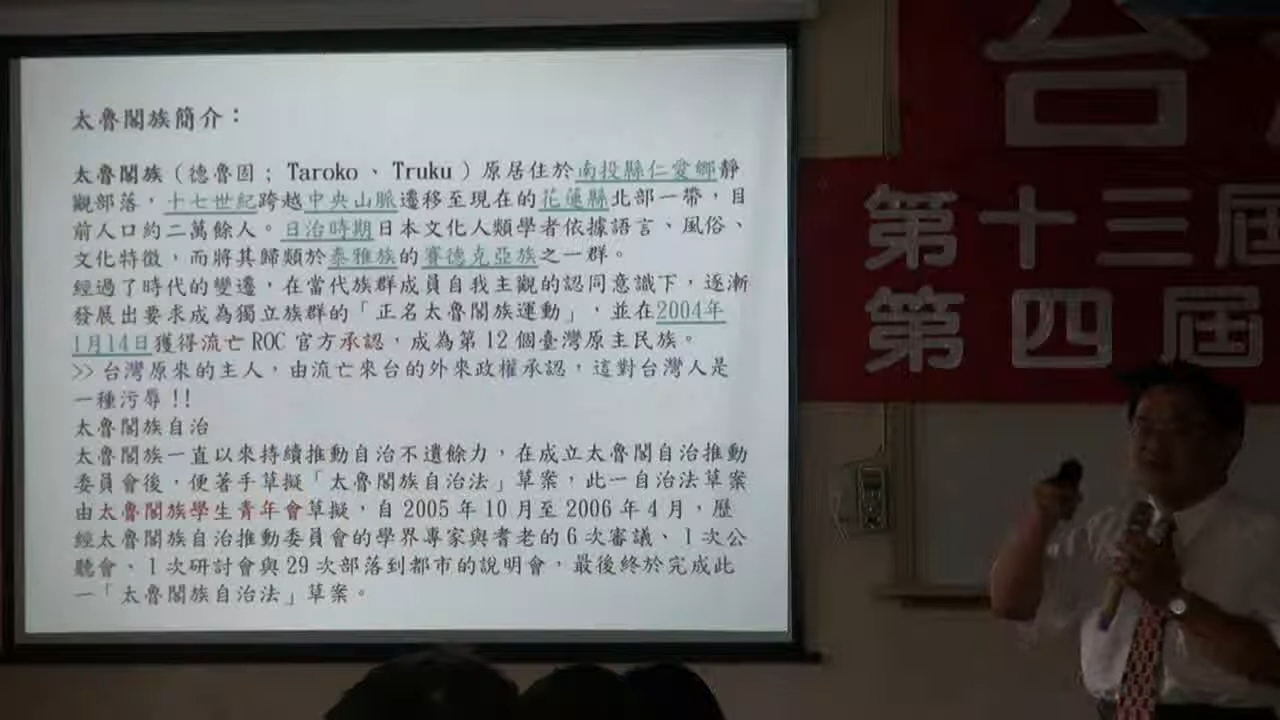 太魯閣族簡介：
太魯閣族（德魯固；Taroko、Truku）原居住於南投縣仁愛鄉靜
觀部落，十七世紀跨越中央山脈遷移至現在的花蓮縣北部一帶，目
前人口約二萬餘人。日治時期日本文化人類學者依據語言、風俗、
文化特徵，而將其歸類於泰雅族的賽德克亞族之一群。
經過了時代的變遷，在當代族群成員自我主觀的認同意識下，逐漸
發展出要求成為獨立族群的「正名太魯閣族運動」，並在2004年
1月14日獲得流亡 ROC 官方承認，成為第 12 個臺灣原主民族。
>> 台灣原來的主人，由流亡來台的外來政權承認，這對台灣人是
一種污辱 !!
太魯閣族自治
太魯閣族一直以來持續推動自治不遺餘力，在成立太魯閣自治推動
委員會後，便著手草擬「太魯閣族自治法」草案，此一自治法草案
由太魯閣族學生青年會草擬，自 2005 年 10 月至 2006 年 4 月，歷
經太魯閣族自治推動委員會的學界專家與耆老的 6 次審議、1 次公
聽會、1 次研討會與 29 次部落到都市的說明會，最後終於完成此
一「太魯閣族自治法」草案。
台
第十三屆
第四屆